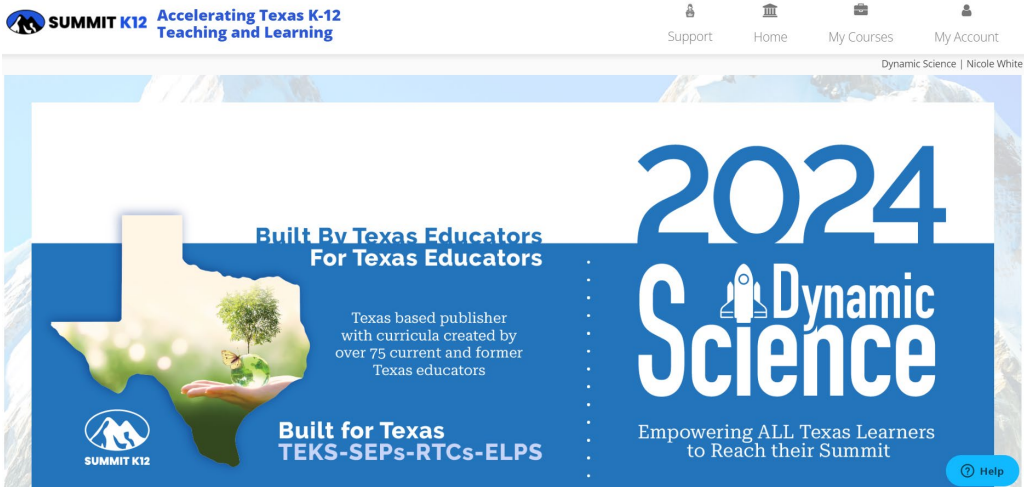 SUMMIT K12
Accelerating Texas K-12
Teaching and Learning
Support
Home
My Courses
My Account
Dynamic Science | Nicole White
Built By Texas Educators
For Texas Educators
Texas based publisher
with curricula created by
over 75 current and former
Texas educators
Built for Texas
TEKS-SEPs-RTCs-ELPS
SUMMIT K12
2024
Dynamic
Science
Empowering ALL Texas Learners
to Reach their Summit
Help